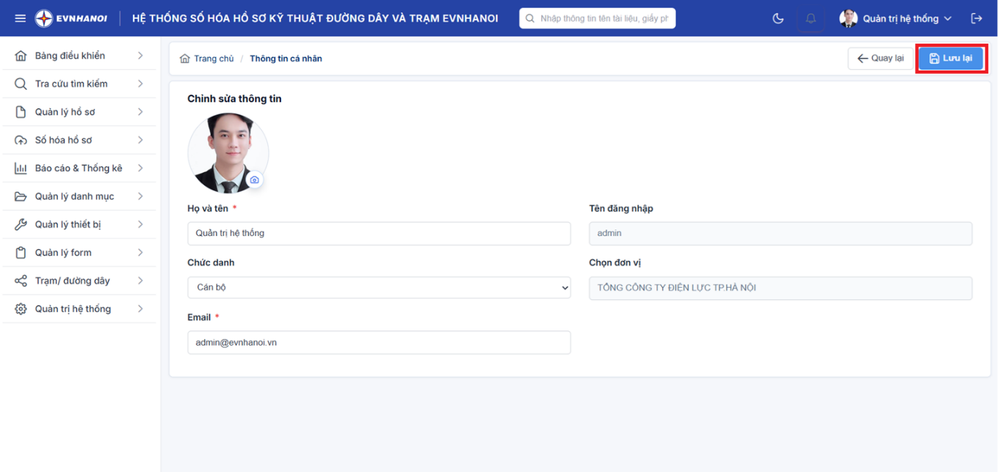 EVNHANOI
HỆ THỐNG SỐ HÓA HỒ SƠ KỸ THUẬT ĐƯỜNG DÂY VÀ TRẠM EVNHANOI
Nhập thông tin tên tài liệu, giấy ph
Quản trị hệ thống
Bảng điều khiển
Tra cứu tìm kiếm
Quản lý hồ sơ
Số hóa hồ sơ
Báo cáo & Thống kê
Quản lý danh mục
Quản lý thiết bị
Quản lý form
Trạm/ đường dây
Quản trị hệ thống
Trang chủ / Thông tin cá nhân
Quay lại
Lưu lại
Chỉnh sửa thông tin
Họ và tên *
Quản trị hệ thống
Tên đăng nhập
admin
Chức danh
Cán bộ
Chọn đơn vị
TỔNG CÔNG TY ĐIỆN LỰC TP.HÀ NỘI
Email *
admin@evnhanoi.vn